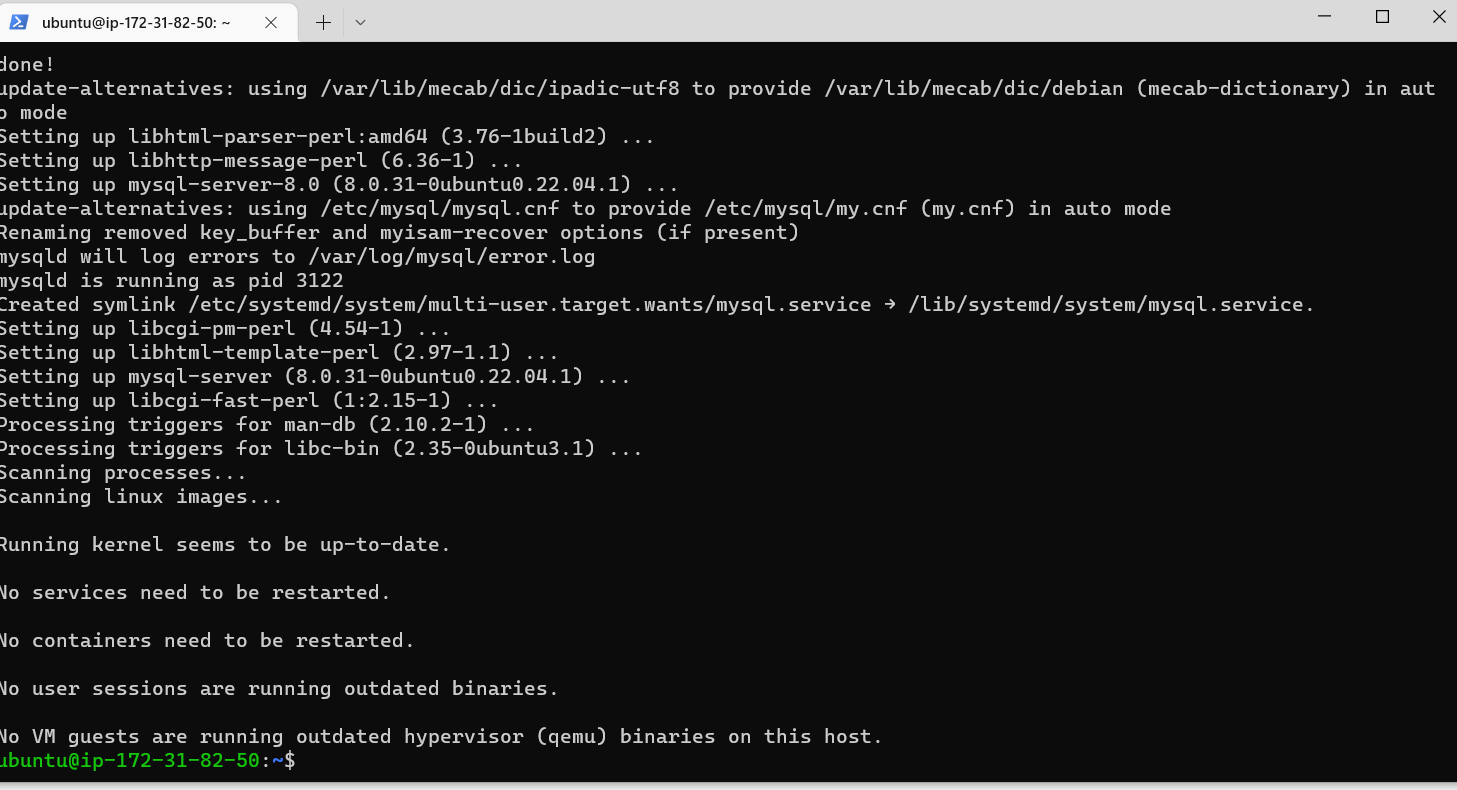 ubuntu@ip-172-31-82-50: ~
done!
update-alternatives: using /var/lib/mecab/dic/ipadic-utf8 to provide /var/lib/mecab/dic/debian (mecab-dictionary) in aut
o mode
Setting up libhtml-parser-perl:amd64 (3.76-1build2) ...
Setting up libhttp-message-perl (6.36-1) ...
Setting up mysql-server-8.0 (8.0.31-0ubuntu0.22.04.1) ...
update-alternatives: using /etc/mysql/mysql.cnf to provide /etc/mysql/my.cnf (my.cnf) in auto mode
Renaming removed key_buffer and myisam-recover options (if present)
mysqld will log errors to /var/log/mysql/error.log
mysqld is running as pid 3122
Created symlink /etc/systemd/system/multi-user.target.wants/mysql.service → /lib/systemd/system/mysql.service.
Setting up libcgi-pm-perl (4.54-1) ...
Setting up libhtml-template-perl (2.97-1.1) ...
Setting up mysql-server (8.0.31-0ubuntu0.22.04.1) ...
Setting up libcgi-fast-perl (1:2.15-1) ...
Processing triggers for man-db (2.10.2-1) ...
Processing triggers for libc-bin (2.35-0ubuntu3.1) ...
Scanning processes...
Scanning linux images...
Running kernel seems to be up-to-date.
No services need to be restarted.
No containers need to be restarted.
No user sessions are running outdated binaries.
No VM guests are running outdated hypervisor (qemu) binaries on this host.
ubuntu@ip-172-31-82-50:~$